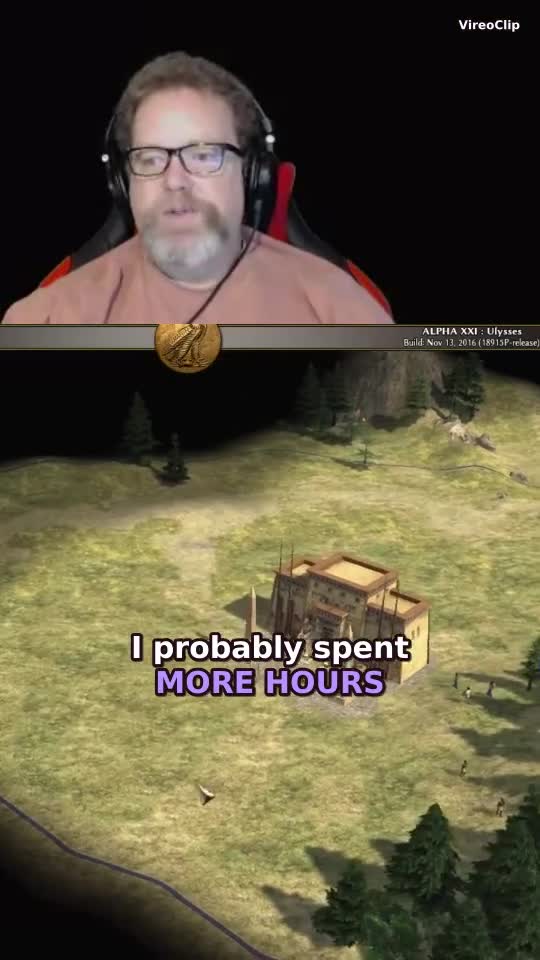 VireoClip
ALPHA XXI : Ulysses
Build: Nov 13, 2016 (18915P-release)
I probably spent
MORE HOURS